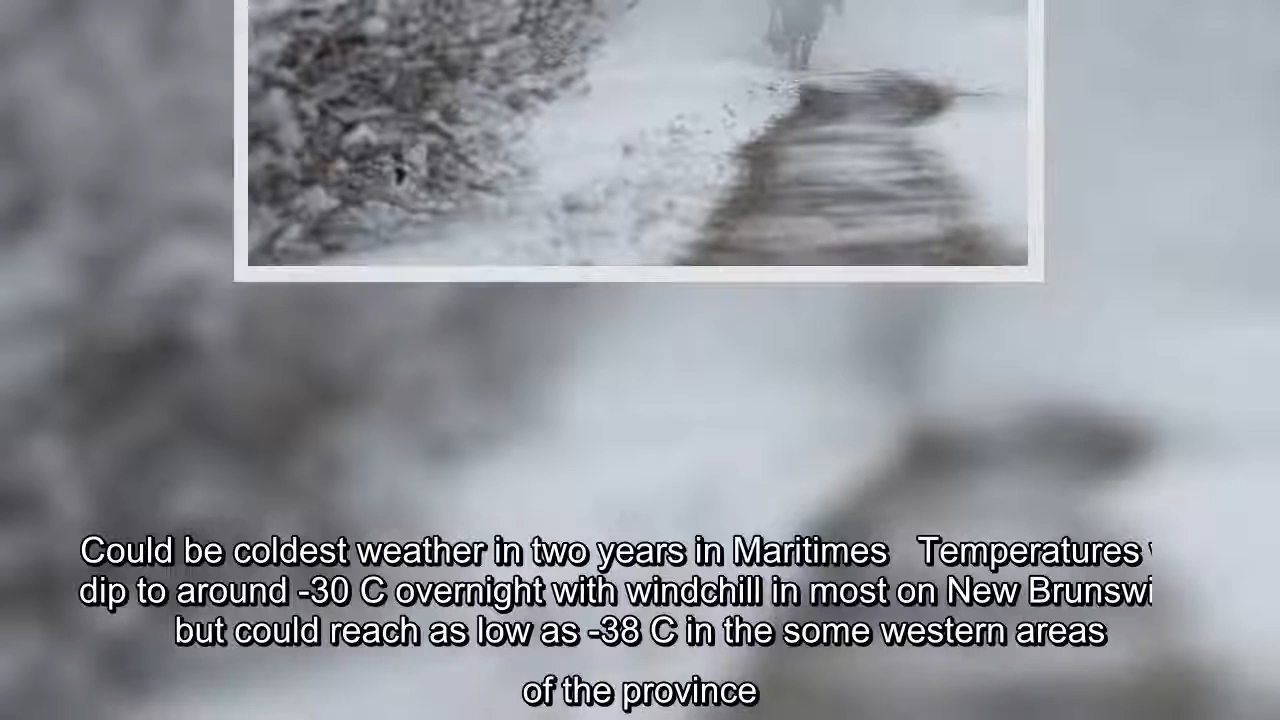 Could be coldest weather in two years in Maritimes Temperatures
dip to around -30 C overnight with windchill in most on New
but could reach as low as -38 C in the some western areas
of the province